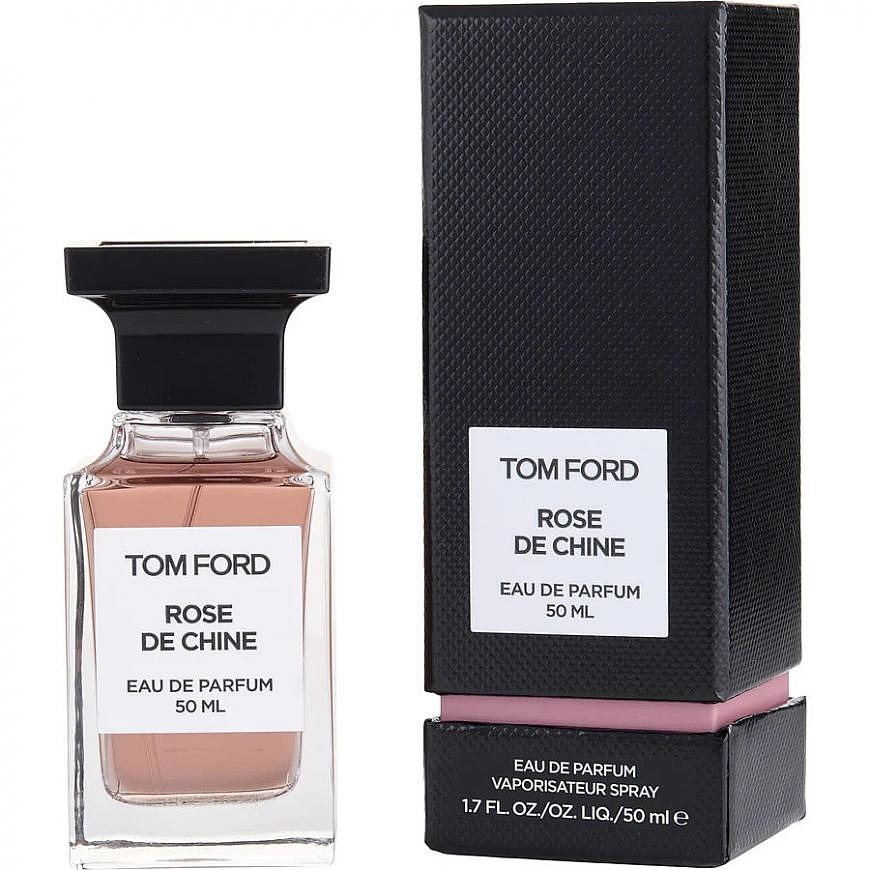 TOM FORD
ROSE
DE CHINE
EAU DE PARFUM
50 ML
TOM FORD
ROSE
DE CHINE
EAU DE PARFUM
50 ML
EAU DE PARFUM
VAPORISATEUR SPRAY
1.7 FL. OZ./OZ. LIQ./50 ml ℮